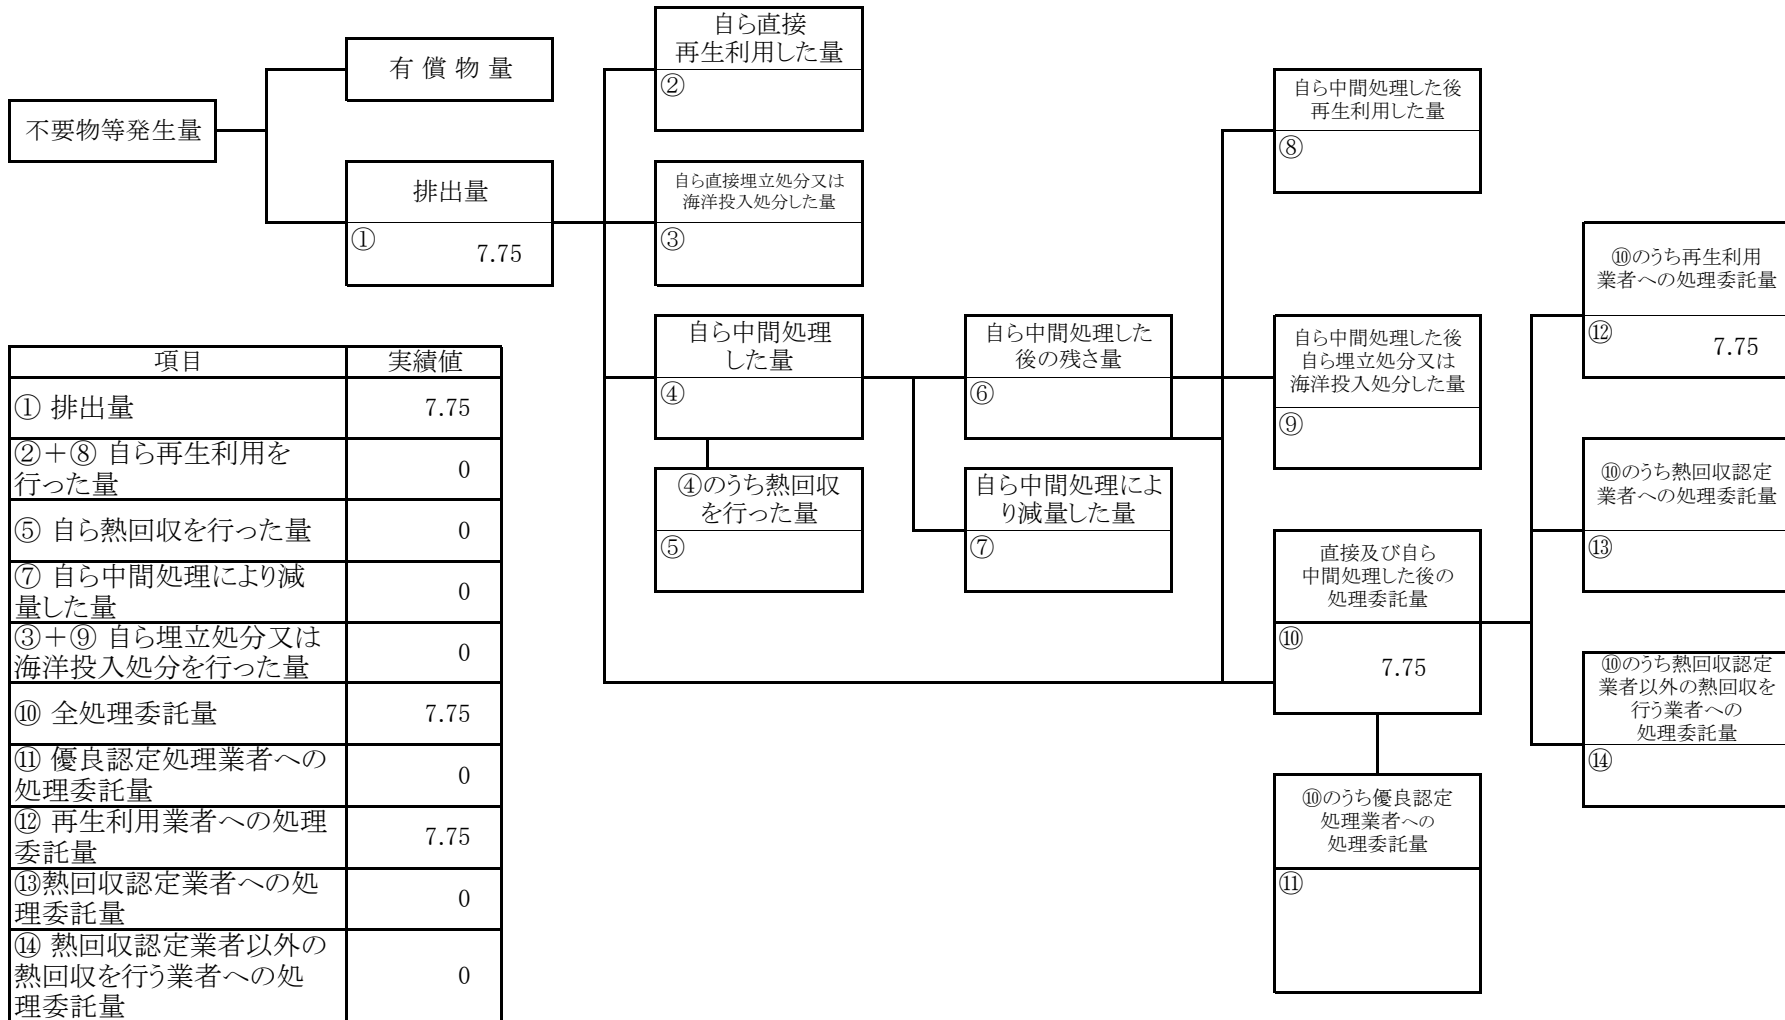 自ら直接
再生利用した量
②
有償物量
自ら中間処理した後
再生利用した量
⑧
不要物等発生量
排出量
①
7.75
自ら直接埋立処分又は
海洋投入処分した量
③
⑩のうち再生利用
業者への処理委託量
⑫
7.75
自ら中間処理
した量
④
自ら中間処理した
後の残さ量
⑥
自ら中間処理した後
自ら埋立処分又は
海洋投入処分した量
⑨
⑩のうち熱回収認定
業者への処理委託量
⑬
④のうち熱回収
を行った量
⑤
自ら中間処理によ
り減量した量
⑦
直接及び自ら
中間処理した後の
処理委託量
⑩
7.75
⑩のうち熱回収認定
業者以外の熱回収を
行う業者への
処理委託量
⑭
⑩のうち優良認定
処理業者への
処理委託量
⑪
項目 実績値
① 排出量 7.75
②+⑧ 自ら再生利用を
行った量 0
⑤ 自ら熱回収を行った量 0
⑦ 自ら中間処理により減
量した量 0
③+⑨ 自ら埋立処分又は
海洋投入処分を行った量 0
⑩ 全処理委託量 7.75
⑪ 優良認定処理業者への
処理委託量 0
⑫ 再生利用業者への処理
委託量 7.75
⑬熱回収認定業者への処
理委託量 0
⑭ 熱回収認定業者以外の
熱回収を行う業者への処
理委託量 0